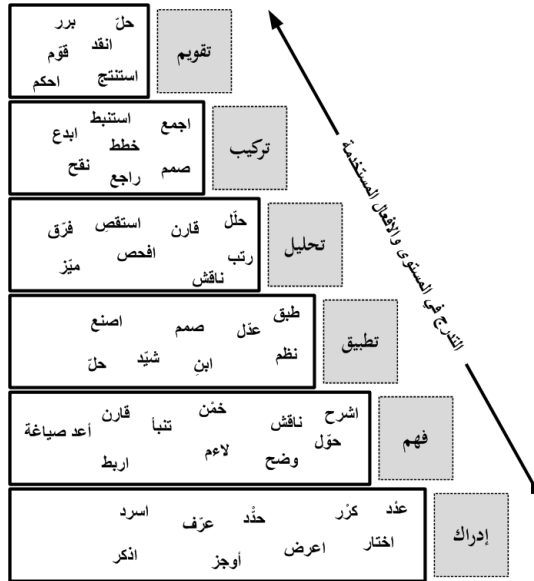 تقويم
حلّ برر
انقد قوّم
استنتج احكم
تركيب
اجمع استنبط
خطط ابدع
صمم راجع نقح
تحليل
حلّل قارن استقصِ فرّق
رتب افحص ميّز
ناقش
تطبيق
طبق عدّل صمم اصنع
نظم ابنِ شيّد حلّ
فهم
اشرح ناقش خمّن قارن
حوّل تنبأ أعد صياغة
وضح لاءم اربط
إدراك
عدّد كرّر حدّد عرّف اسرد
اختار اعرض أوجز اذكر
التدرج في المستوى والافعال المستخدمة